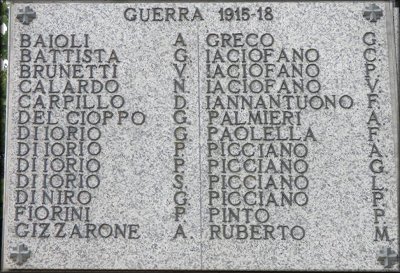 GUERRA 1915-18
BAIOLI A.
BATTISTA G.
BRUNETTI V.
CALARDO N.
CARPILLO D.
DEL CIOPPO G.
DI IORIO G.
DI IORIO P.
DI IORIO P.
DI IORIO S.
DI NIRO G.
FIORINI P.
GIZZARONE A.
GRECO G.
IACIOFANO C.
IACIOFANO P.
IACIOFANO V.
IANNANTUONO F.
PALMIERI A.
PAOLELLA F.
PICCIANO A.
PICCIANO G.
PICCIANO L.
PICCIANO P.
PINTO P.
RUBERTO M.